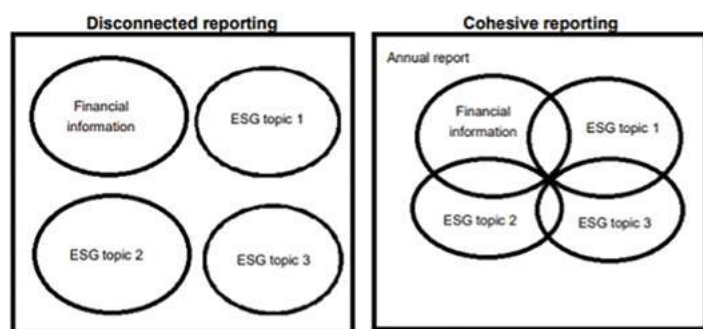 Disconnected reporting
Financial
information
ESG topic 1
ESG topic 2
ESG topic 3
Cohesive reporting
Annual report
Financial
information
ESG topic 1
ESG topic 2
ESG topic 3